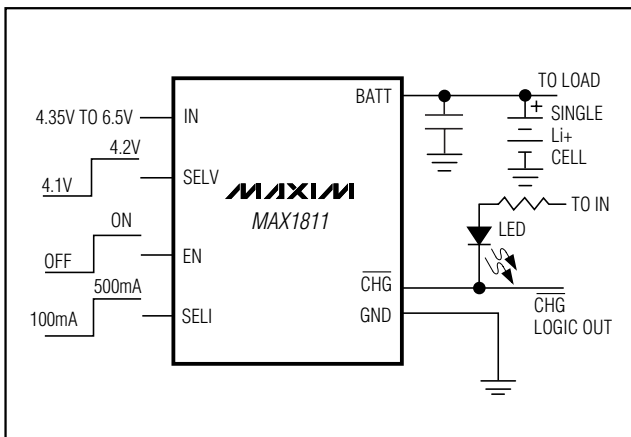 BATT
TO LOAD
+
SINGLE
Li+
CELL
4.35V TO 6.5V
IN
4.2V
4.1V
SELV
MAXIM
MAX1811
TO IN
LED
ON
OFF
EN
500mA
100mA
SELI
CHG
GND
CHG
LOGIC OUT